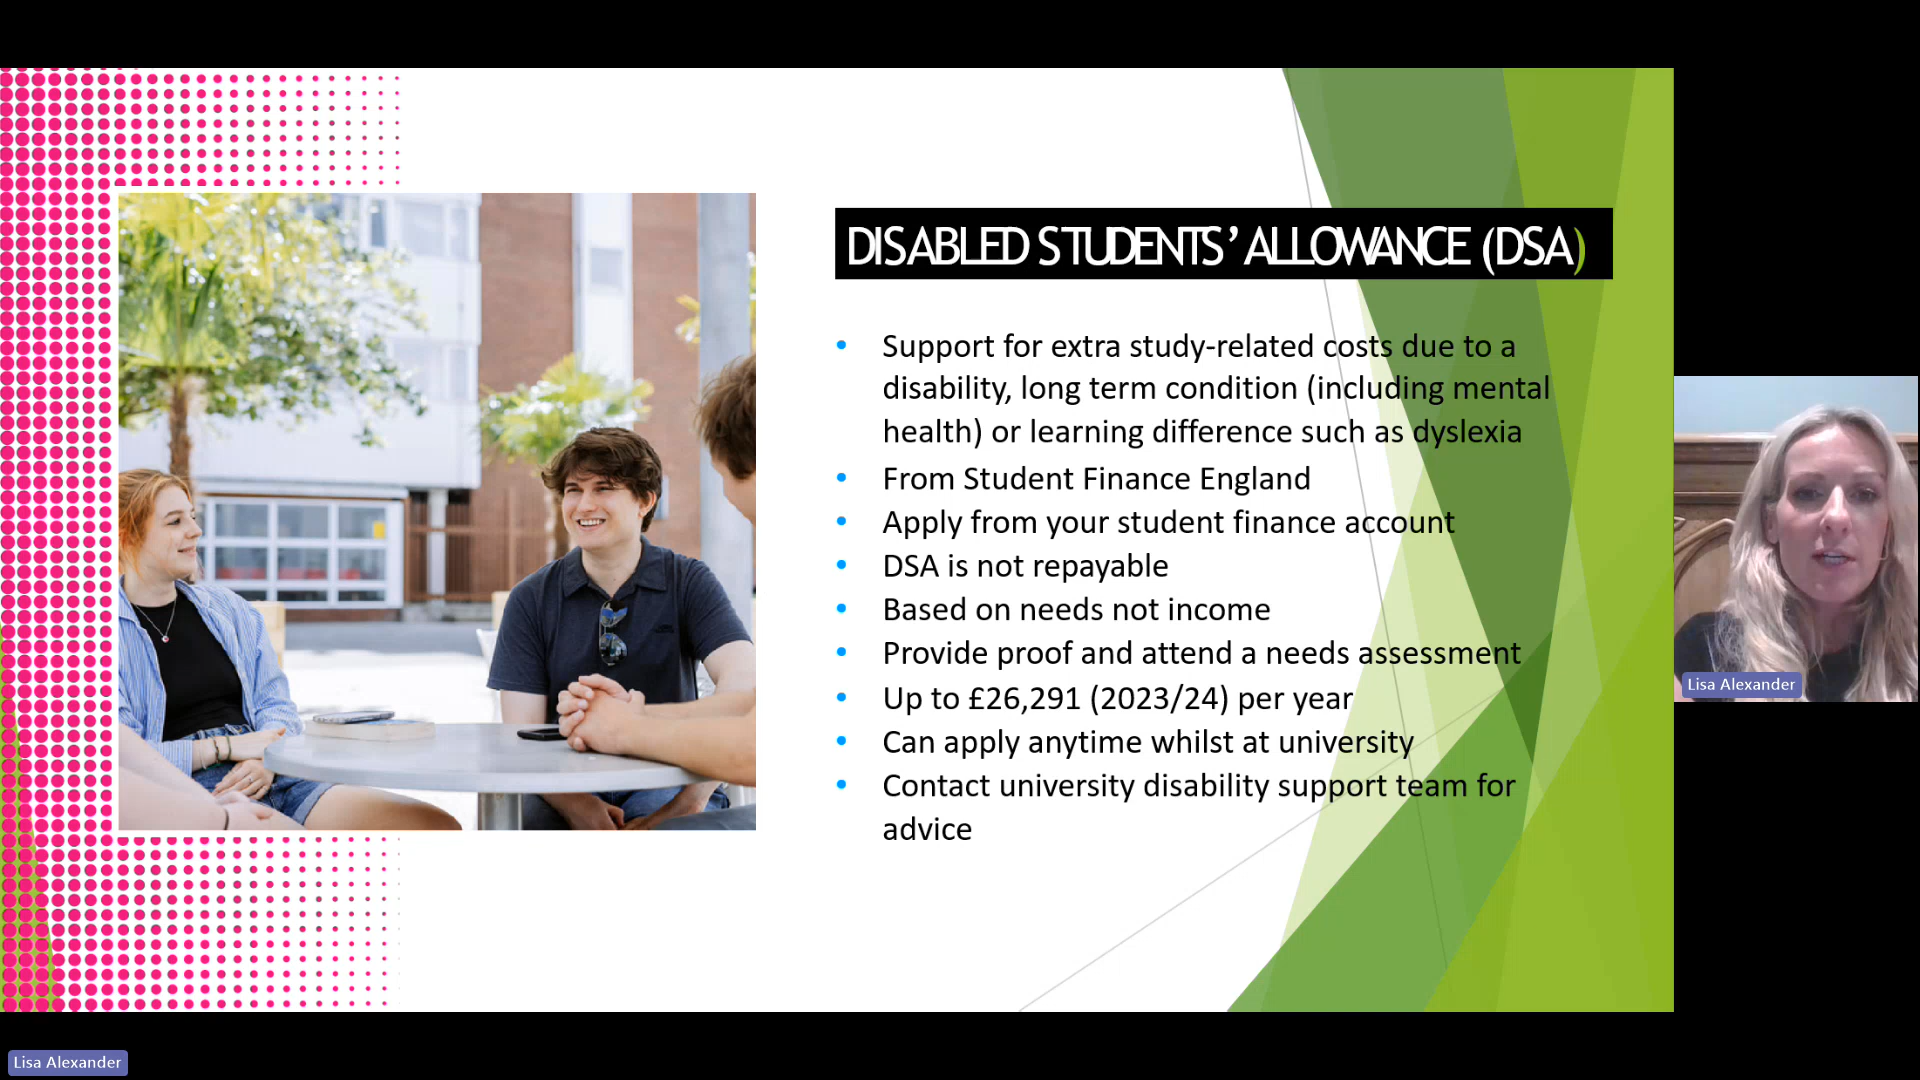 DISABLED STUDENTS’ ALLOWANCE (DSA)
• Support for extra study-related costs due to a
disability, long term condition (including mental
health) or learning difference such as dyslexia
• From Student Finance England
• Apply from your student finance account
• DSA is not repayable
• Based on needs not income
• Provide proof and attend a needs assessment
• Up to £26,291 (2023/24) per year
• Can apply anytime whilst at university
• Contact university disability support team for
advice
Lisa Alexander
Lisa Alexander